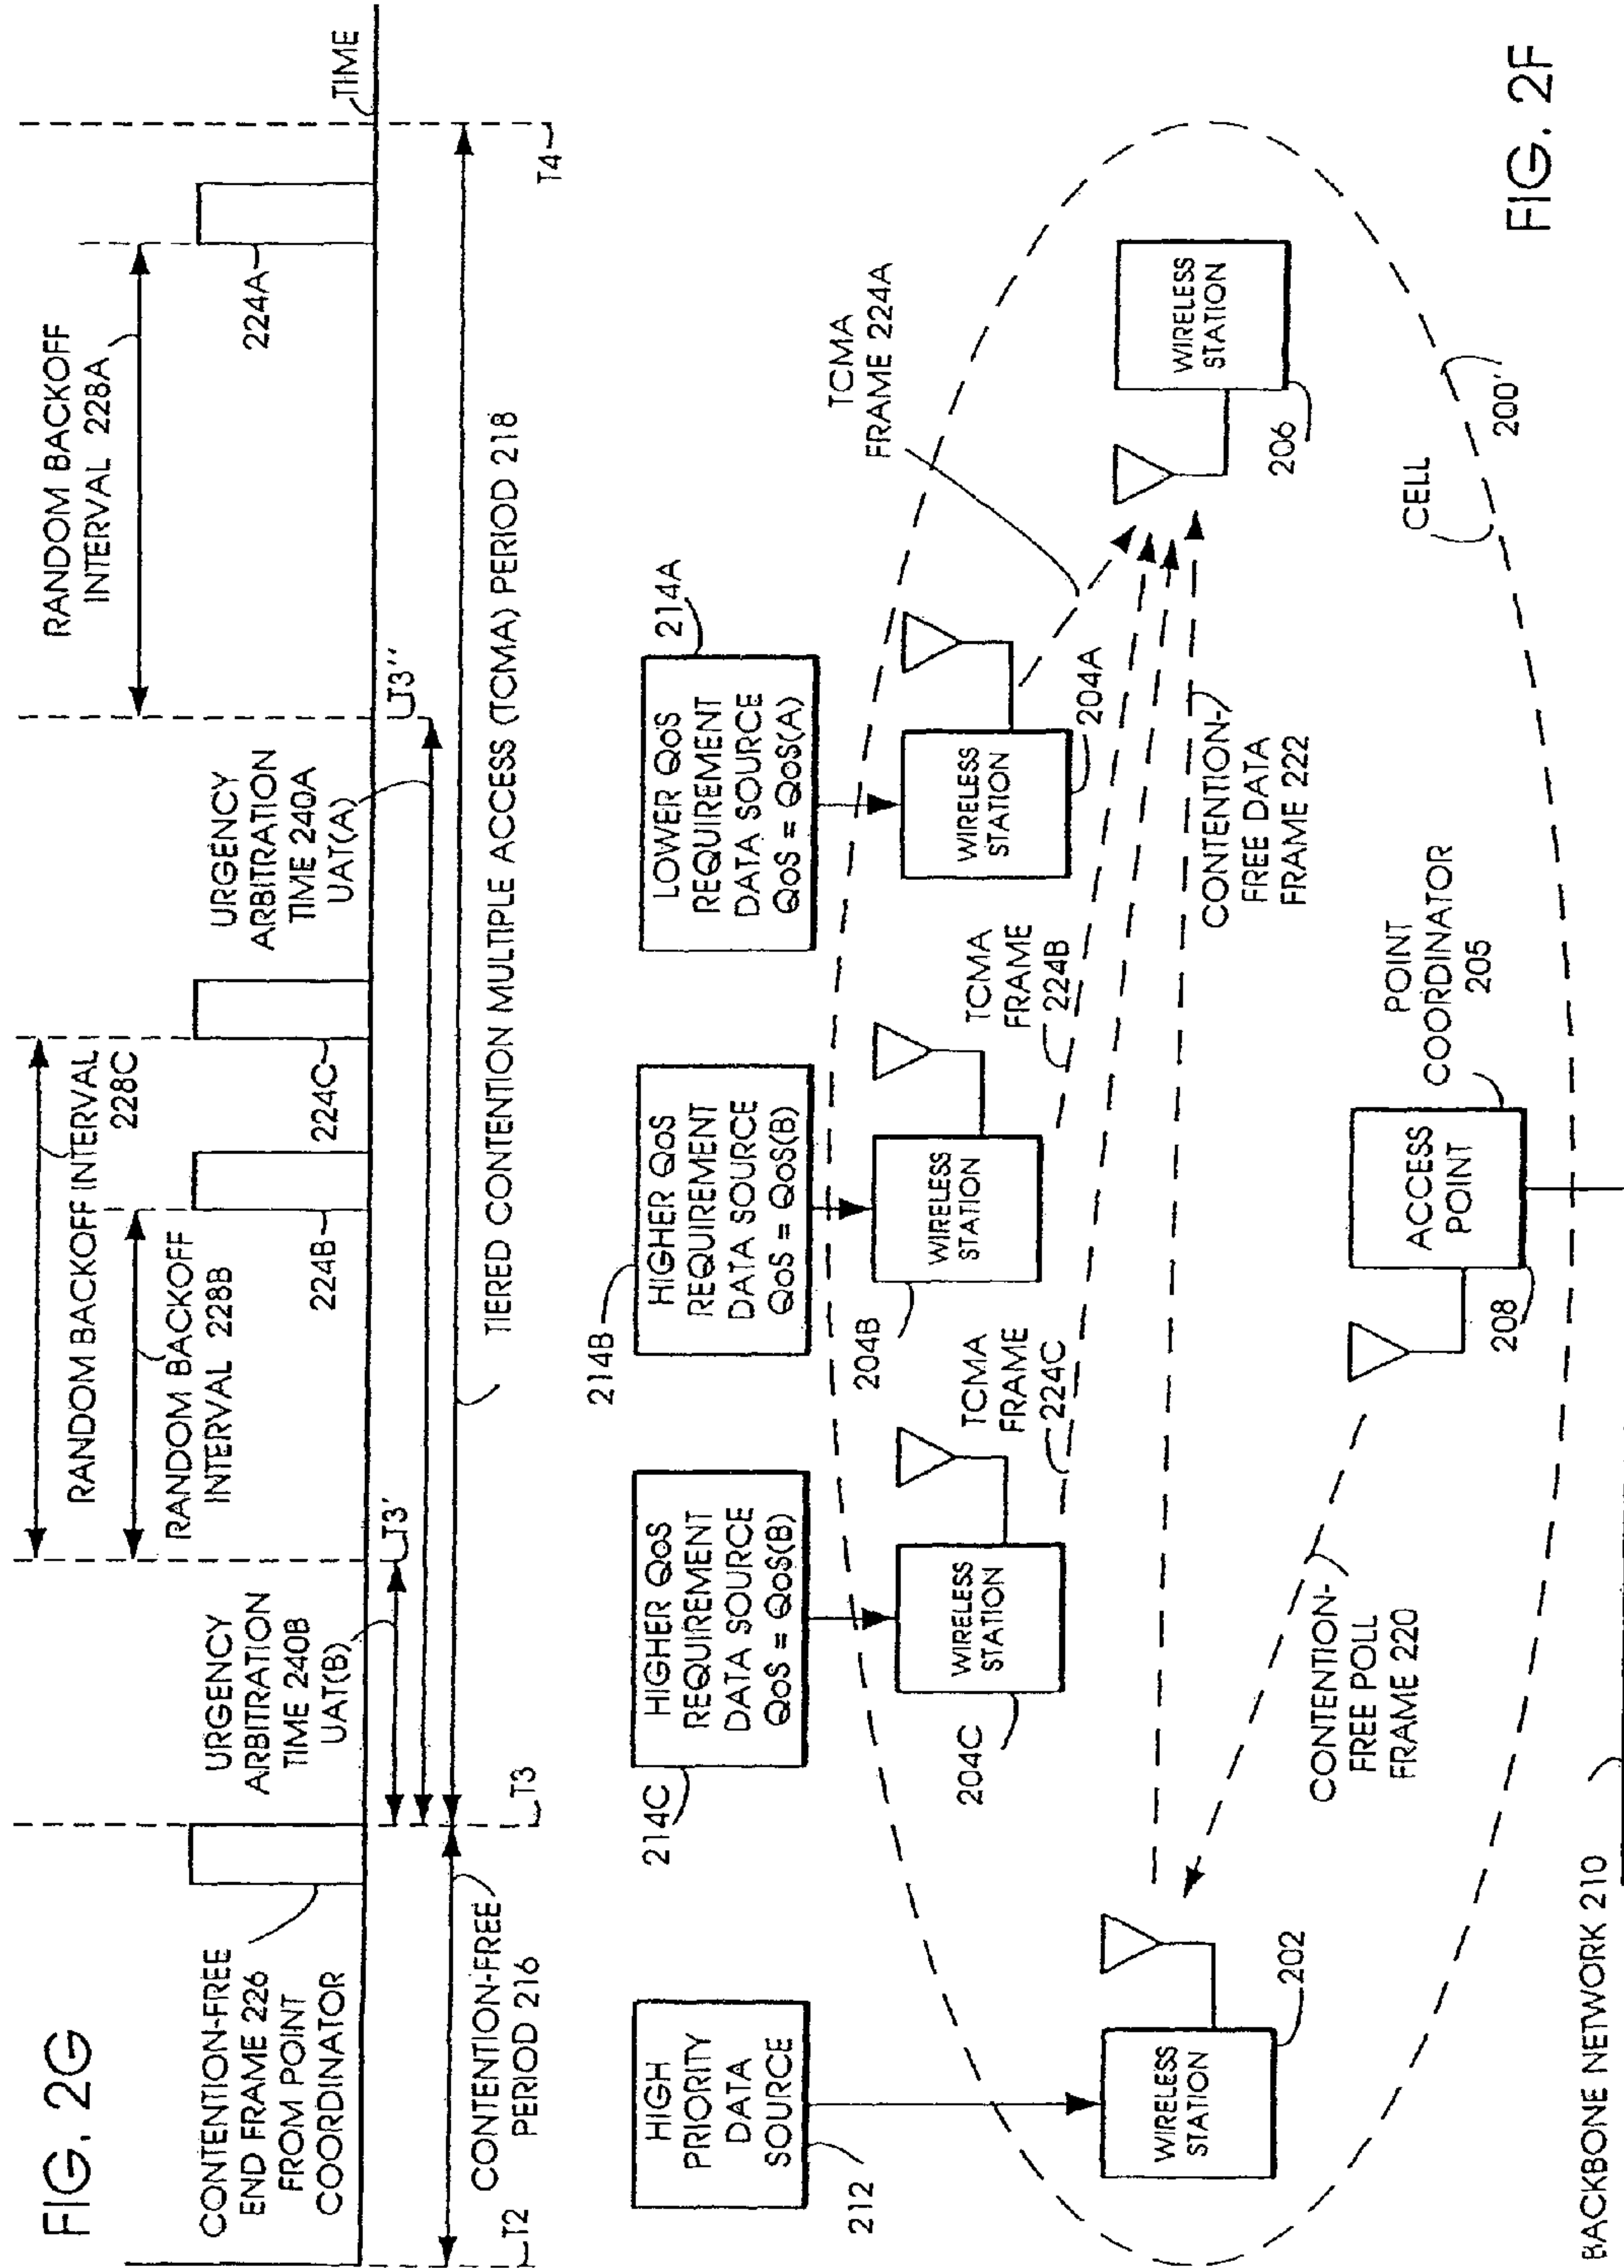 FIG. 2G
CONTENTION-FREE
END FRAME 226
FROM POINT
COORDINATOR
URGENCY
ARBITRATION
TIME 240B
UAT(B)
RANDOM BACKOFF INTERVAL
228C
RANDOM BACKOFF
INTERVAL 228B
224B
224C
URGENCY
ARBITRATION
TIME 240A
UAT(A)
RANDOM BACKOFF
INTERVAL 228A
224A
TIME
T3'
T3''
CONTENTION-FREE
PERIOD 216
TIERED CONTENTION MULTIPLE ACCESS (TCMA) PERIOD 218
T2
T3
T4
HIGH
PRIORITY
DATA
SOURCE
212
214C
HIGHER QoS
REQUIREMENT
DATA SOURCE
QoS = QoS(B)
214B
HIGHER QoS
REQUIREMENT
DATA SOURCE
QoS = QoS(B)
LOWER QoS
REQUIREMENT
DATA SOURCE
QoS = QoS(A)
214A
TCMA
FRAME 224A
WIRELESS
STATION
204C
TCMA
FRAME
224C
WIRELESS
STATION
204B
TCMA
FRAME
224B
WIRELESS
STATION
204A
WIRELESS
STATION
202
WIRELESS
STATION
206
CONTENTION-
FREE DATA
FRAME 222
CONTENTION-
FREE POLL
FRAME 220
ACCESS
POINT
208
POINT
COORDINATOR
205
CELL
200''
BACKBONE NETWORK 210
FIG. 2F